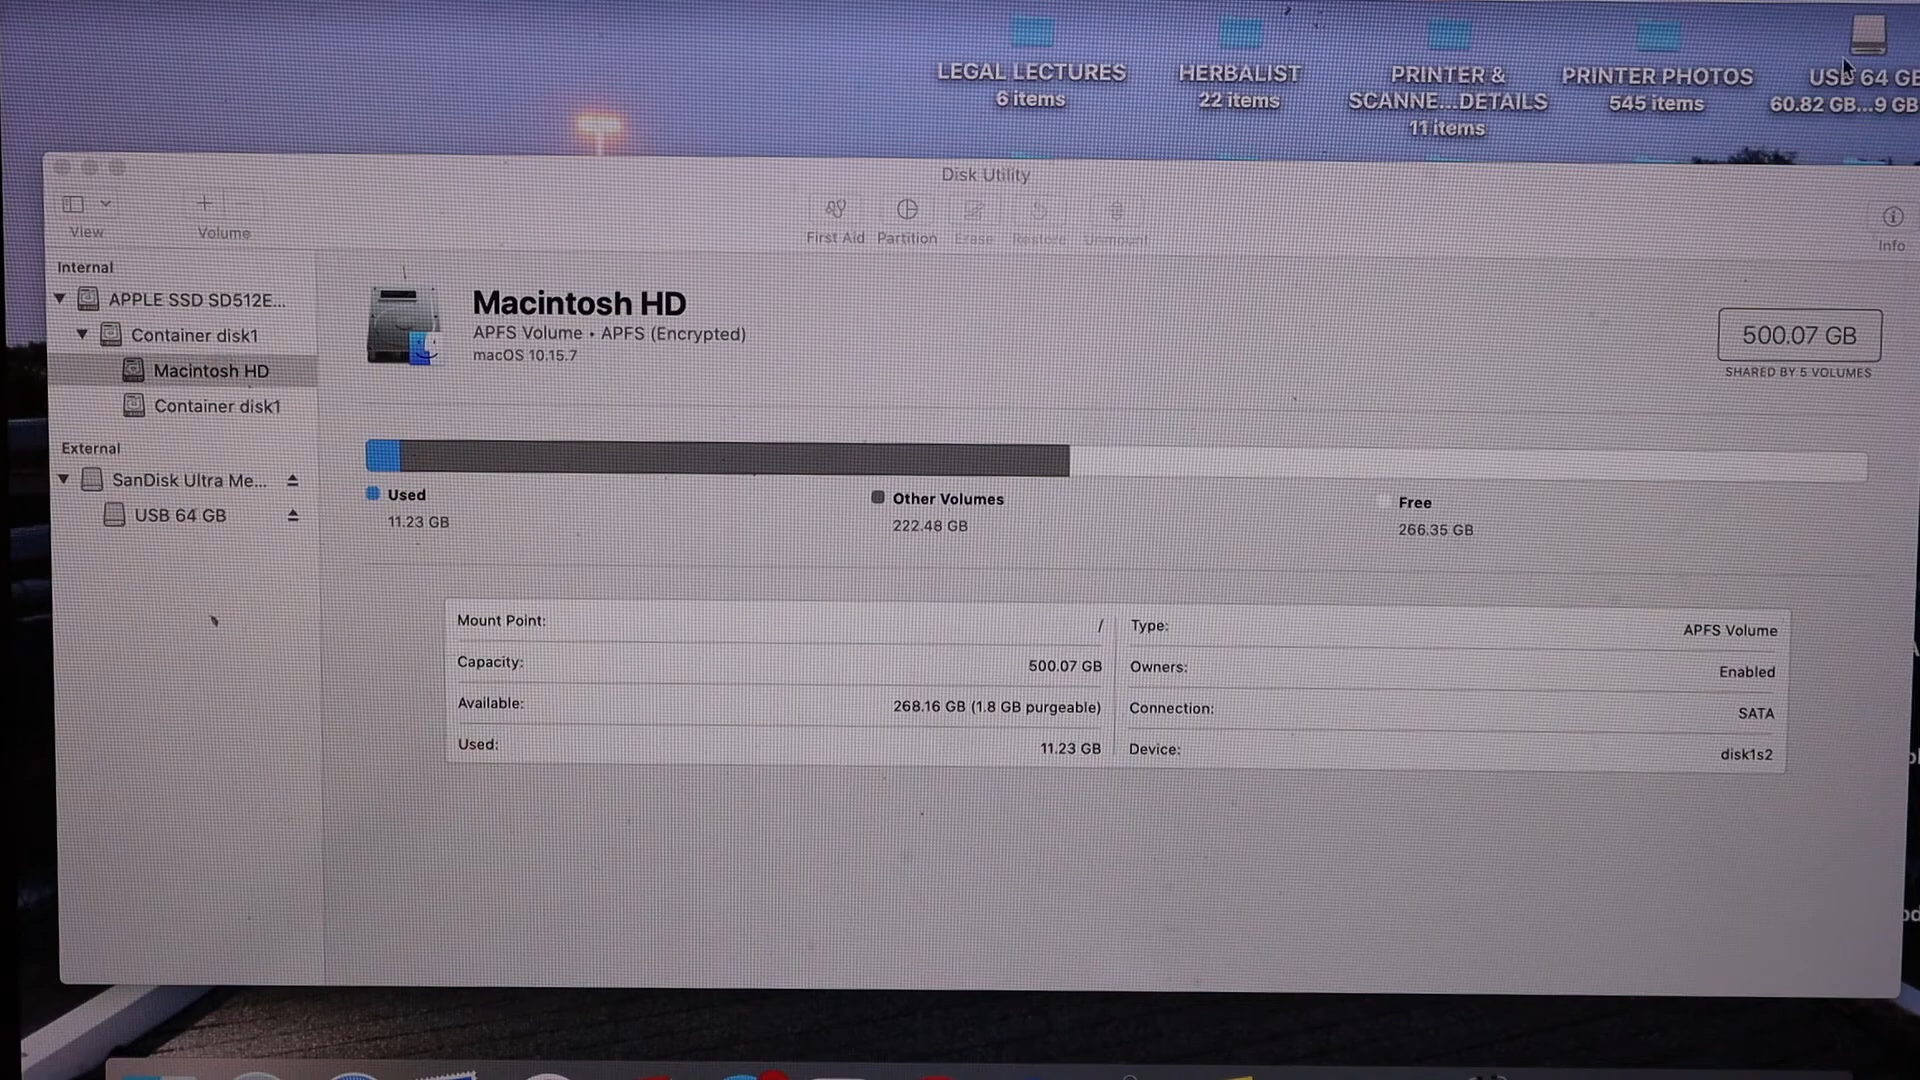 LEGAL LECTURES
6 items
HERBALIST
22 items
PRINTER &
SCANNE...DETAILS
11 items
PRINTER PHOTOS
545 items
USB 64 GB
60.82 GB...9 GB
Disk Utility
View
Volume
First Aid
Partition
Erase
Restore
Unmount
Info
Internal
APPLE SSD SD512E...
Container disk1
Macintosh HD
Container disk1
External
SanDisk Ultra Me...
USB 64 GB
Macintosh HD
APFS Volume • APFS (Encrypted)
macOS 10.15.7
500.07 GB
SHARED BY 5 VOLUMES
Used
11.23 GB
Other Volumes
222.48 GB
Free
266.35 GB
Mount Point: /
Capacity: 500.07 GB
Available: 268.16 GB (1.8 GB purgeable)
Used: 11.23 GB
Type: APFS Volume
Owners: Enabled
Connection: SATA
Device: disk1s2